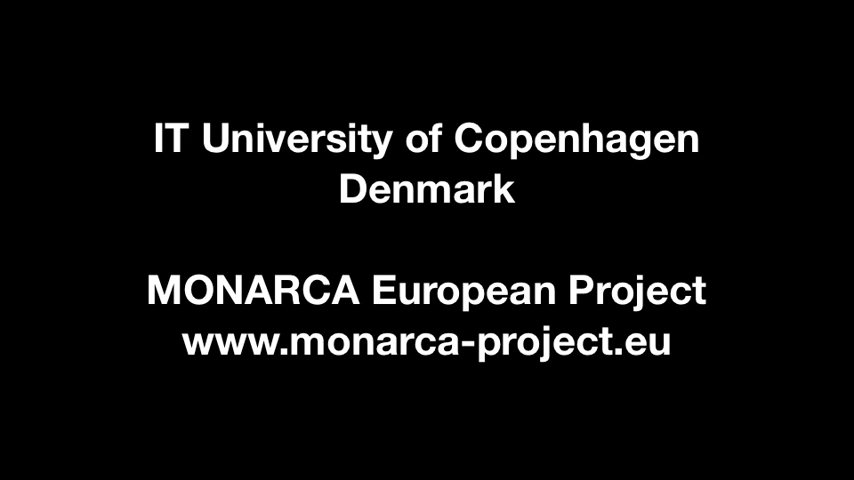 IT University of Copenhagen
Denmark
MONARCA European Project
www.monarca-project.eu